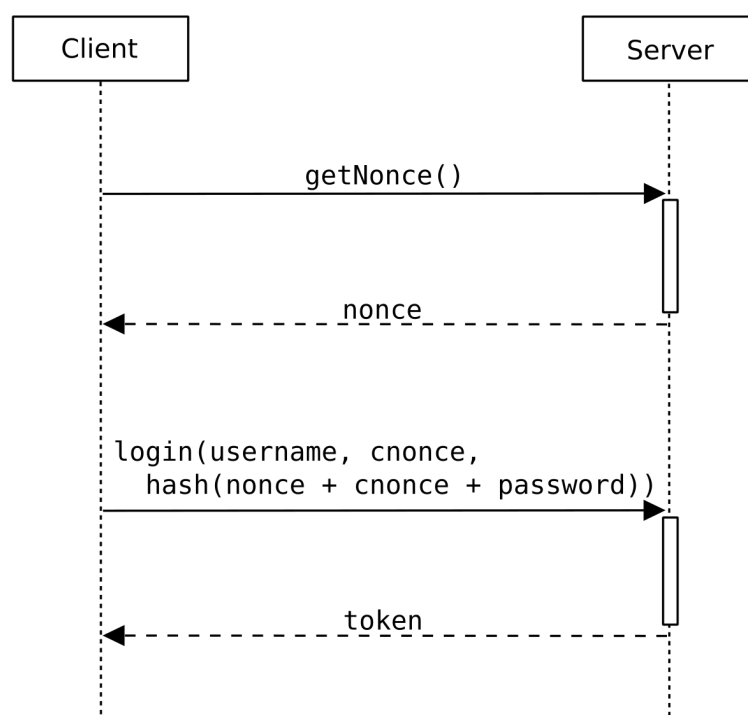 Client
Server
getNonce()
nonce
login(username, cnonce,
hash(nonce + cnonce + password))
token